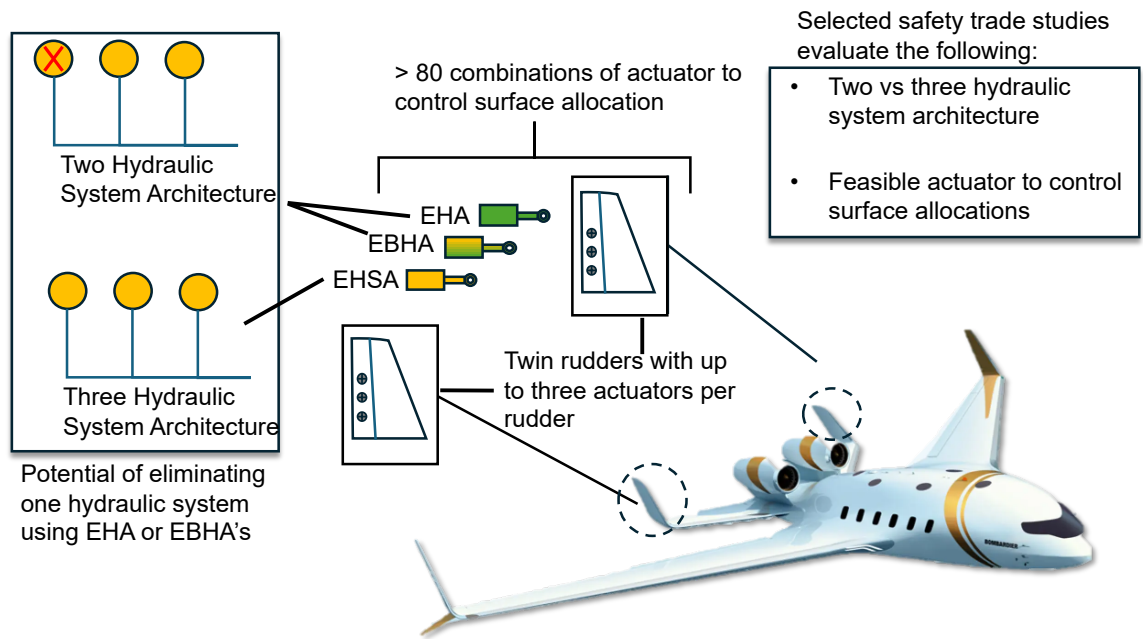 Two Hydraulic
System Architecture
Three Hydraulic
System Architecture
Potential of eliminating
one hydraulic system
using EHA or EBHA’s
> 80 combinations of actuator to
control surface allocation
EHA
EBHA
EHSA
Twin rudders with up
to three actuators per
rudder
Selected safety trade studies
evaluate the following:
• Two vs three hydraulic
system architecture
• Feasible actuator to control
surface allocations
BOMBARDIER